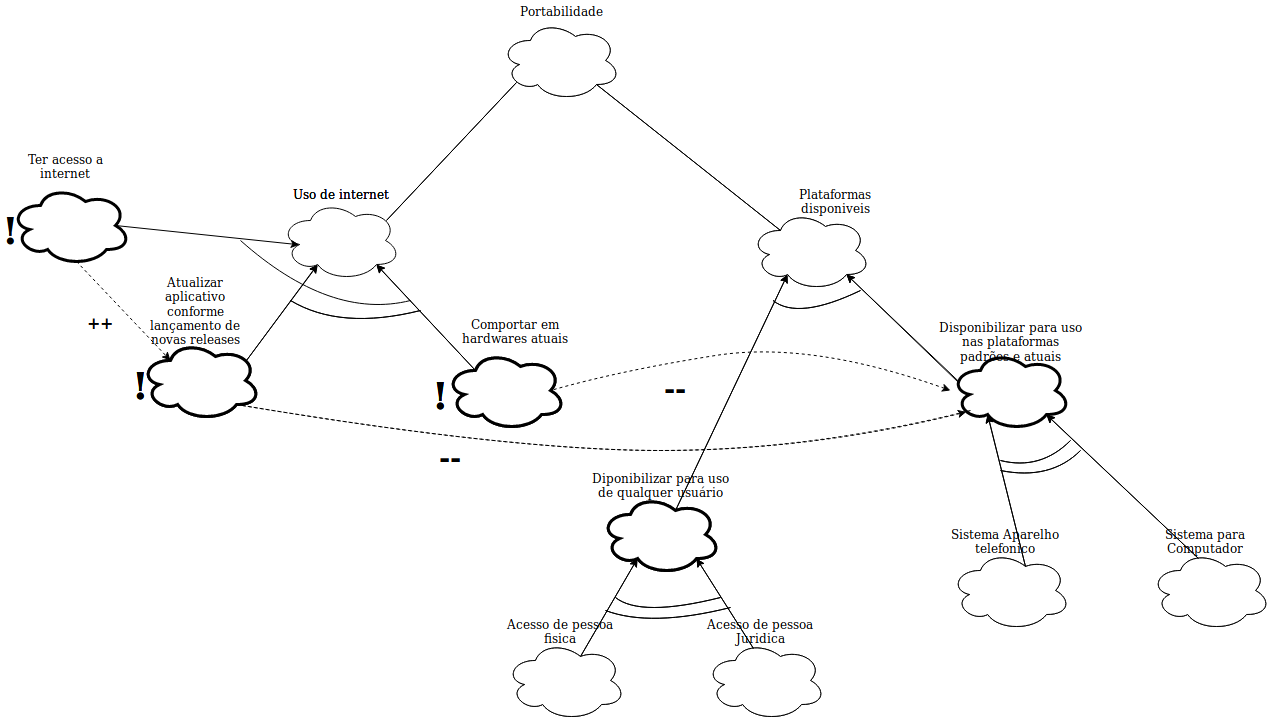 Portabilidade
Ter acesso a
internet
!
Uso de internet
Plataformas
disponiveis
Atualizar
aplicativo
conforme
lançamento de
novas releases
++
!
Comportar em
hardwares atuais
!
--
--
Disponibilizar para uso
nas plataformas
padrões e atuais
Diponibilizar para uso
de qualquer usuário
Sistema Aparelho
telefonico
Sistema para
Computador
Acesso de pessoa
fisica
Acesso de pessoa
Juridica